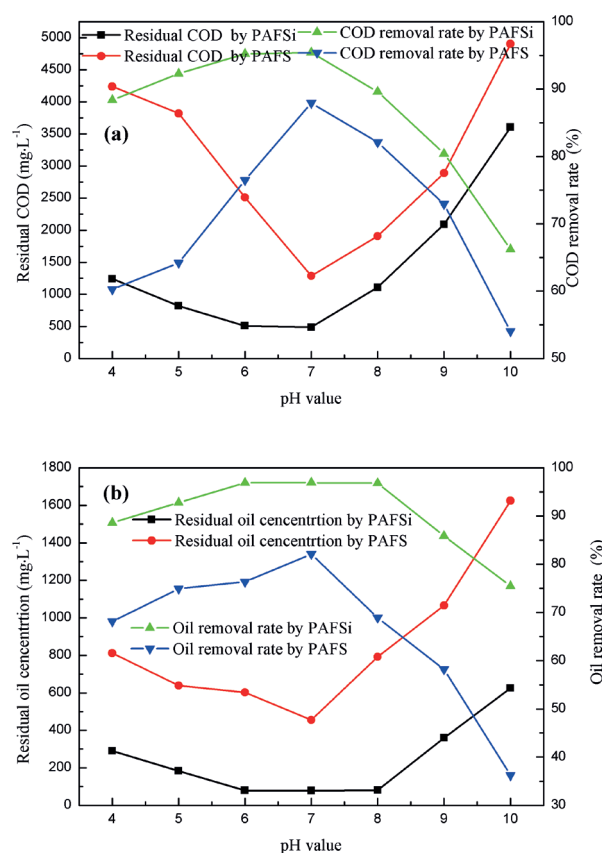 Residual COD by PAFSi
COD removal rate by PAFSi
Residual COD by PAFS
COD removal rate by PAFS
(a)
Residual COD (mg·L⁻¹)
COD removal rate (%)
5000
4500
4000
3500
3000
2500
2000
1500
1000
500
0
100
90
80
70
60
50
4 5 6 7 8 9 10
pH value
(b)
Residual oil cencentrtion by PAFSi
Residual oil cencentrtion by PAFS
Oil removal rate by PAFSi
Oil removal rate by PAFS
Residual oil cencentrtion (mg·L⁻¹)
Oil removal rate (%)
1800
1600
1400
1200
1000
800
600
400
200
0
100
90
80
70
60
50
40
30
4 5 6 7 8 9 10
pH value